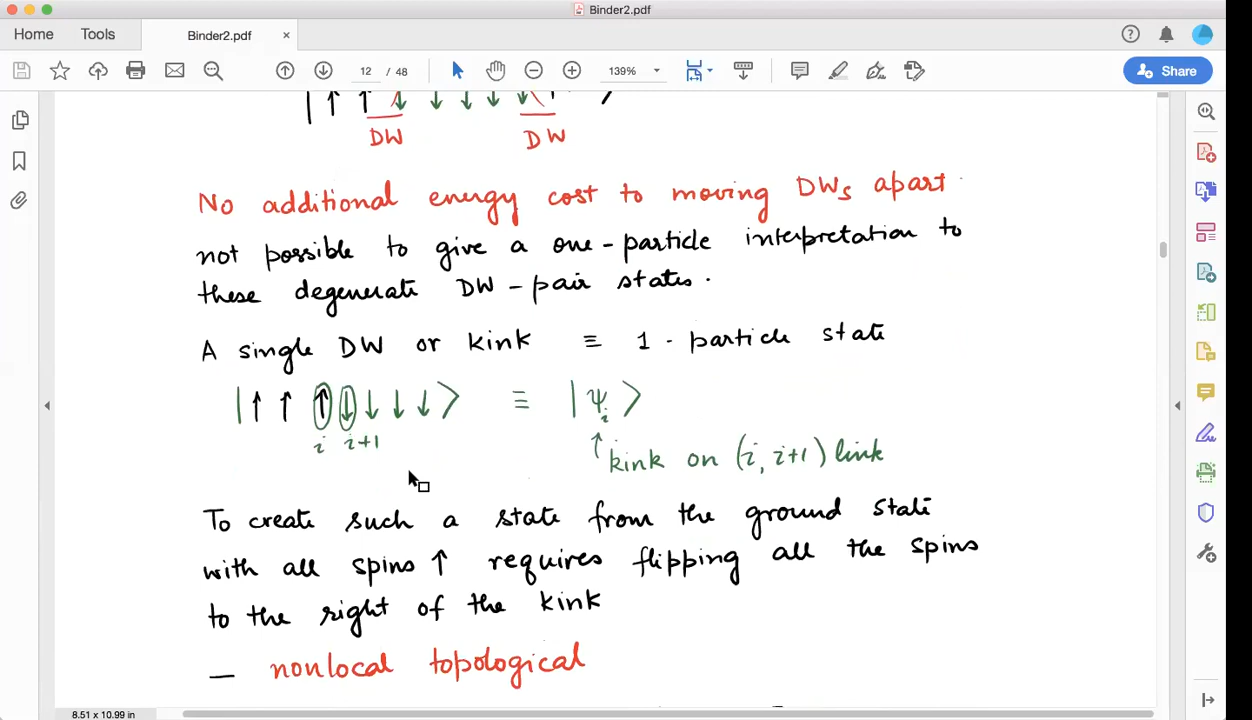 Binder2.pdf
Home Tools Binder2.pdf ×
12 / 48 139% Share
| ↑ ↑ ↓ ↓ ↓ ↓ ↓ ⟩
DW DW
No additional energy cost to moving DWs apart
not possible to give a one-particle interpretation to
these degenerate DW-pair states.
A single DW or kink ≡ 1-particle state
| ↑ ↑ ↑ ↓ ↓ ↓ ↓ ⟩ ≡ | ψi ⟩
i i+1
↑ kink on (i, i+1) link
To create such a state from the ground state
with all spins ↑ requires flipping all the spins
to the right of the kink
— nonlocal topological
8.51 x 10.99 in